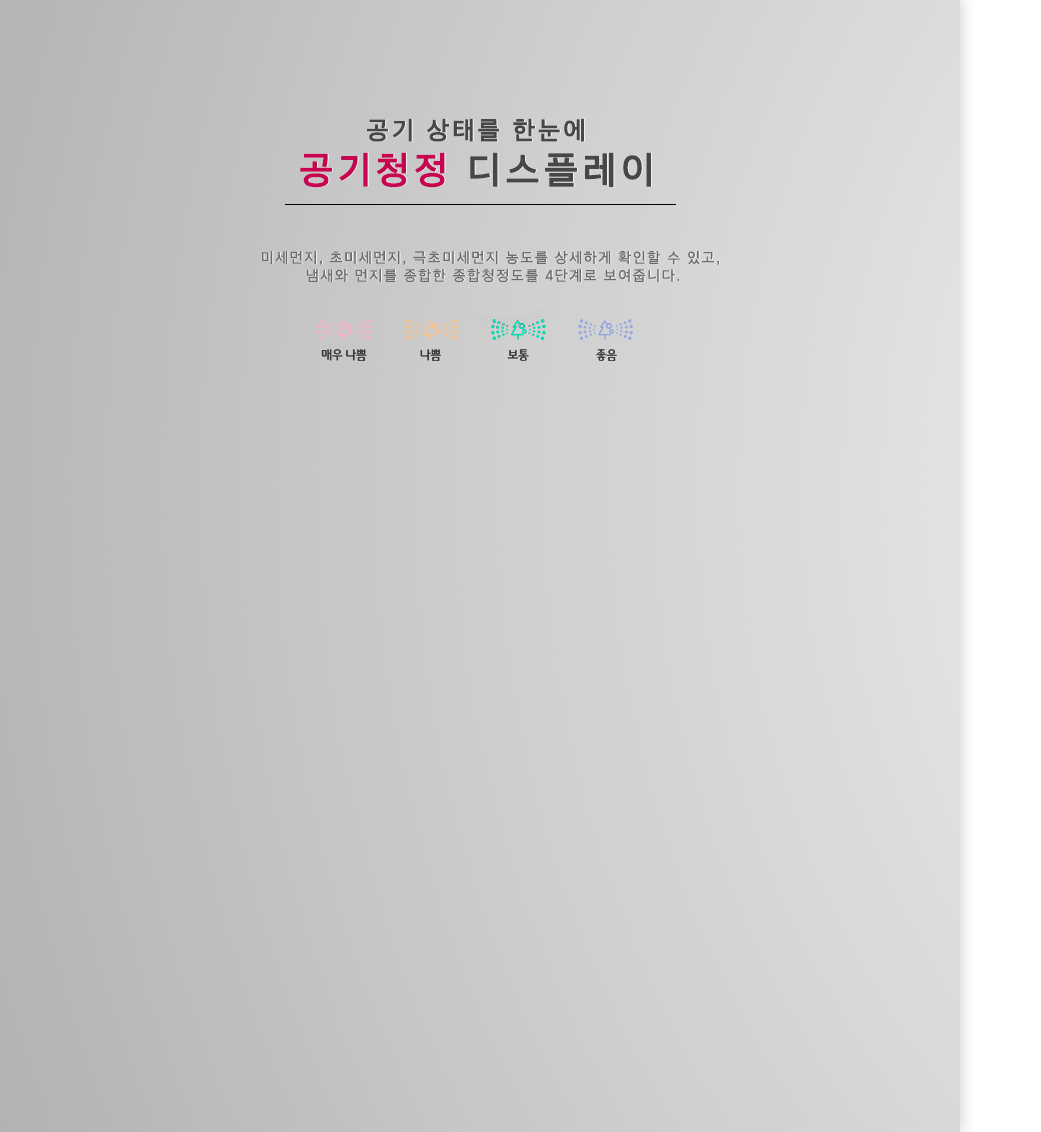 공기 상태를 한눈에
공기청정 디스플레이
미세먼지, 초미세먼지, 극초미세먼지 농도를 상세하게 확인할 수 있고,
냄새와 먼지를 종합한 종합청정도를 4단계로 보여줍니다.
매우 나쁨 나쁨 보통 좋음